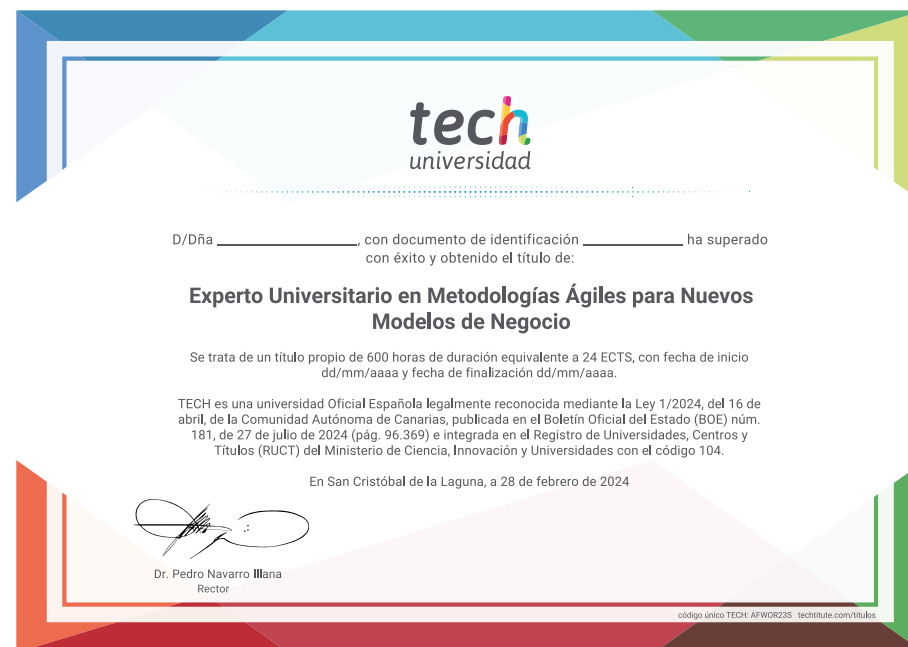 tech
universidad
D/Dña ____________________, con documento de identificación ______________ ha superado
con éxito y obtenido el título de:
Experto Universitario en Metodologías Ágiles para Nuevos
Modelos de Negocio
Se trata de un título propio de 600 horas de duración equivalente a 24 ECTS, con fecha de inicio
dd/mm/aaaa y fecha de finalización dd/mm/aaaa.
TECH es una universidad Oficial Española legalmente reconocida mediante la Ley 1/2024, del 16 de
abril, de la Comunidad Autónoma de Canarias, publicada en el Boletín Oficial del Estado (BOE) núm.
181, de 27 de julio de 2024 (pág. 96.369) e integrada en el Registro de Universidades, Centros y
Títulos (RUCT) del Ministerio de Ciencia, Innovación y Universidades con el código 104.
En San Cristóbal de la Laguna, a 28 de febrero de 2024
Dr. Pedro Navarro Illana
Rector
código único TECH: AFWOR23S techtitute.com/titulos